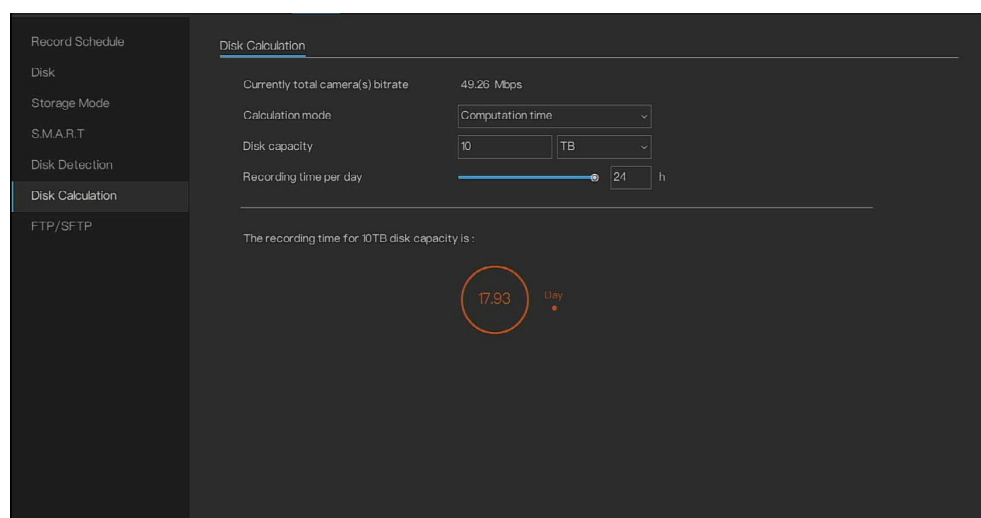 Record Schedule
Disk
Storage Mode
S.M.A.R.T
Disk Detection
Disk Calculation
FTP/SFTP
Disk Calculation
Currently total camera(s) bitrate 49.26 Mbps
Calculation mode Computation time
Disk capacity 10 TB
Recording time per day 24 h
The recording time for 10TB disk capacity is :
17.93 Day